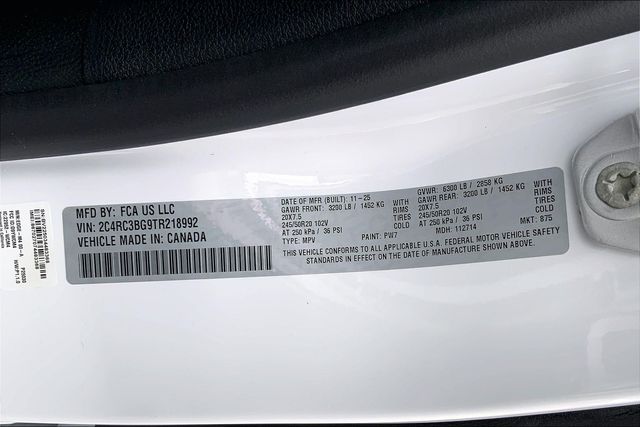 MFD BY: FCA US LLC
VIN: 2C4RC3BG9TR218992
VEHICLE MADE IN: CANADA
DATE OF MFR (BUILT): 11-25
GAWR FRONT: 3200 LB / 1452 KG WITH
20X7.5 RIMS
245/50R20 102V TIRES
AT 250 kPa / 36 PSI COLD
TYPE: MPV PAINT: PW7
GVWR: 6300 LB / 2858 KG
GAWR REAR: 3200 LB / 1452 KG WITH
20X7.5 RIMS
245/50R20 102V TIRES
AT 250 kPa / 36 PSI COLD
MDH: 112714 MKT: 875
THIS VEHICLE CONFORMS TO ALL APPLICABLE U.S.A. FEDERAL MOTOR VEHICLE SAFETY
STANDARDS IN EFFECT ON THE DATE OF MANUFACTURE SHOWN ABOVE.